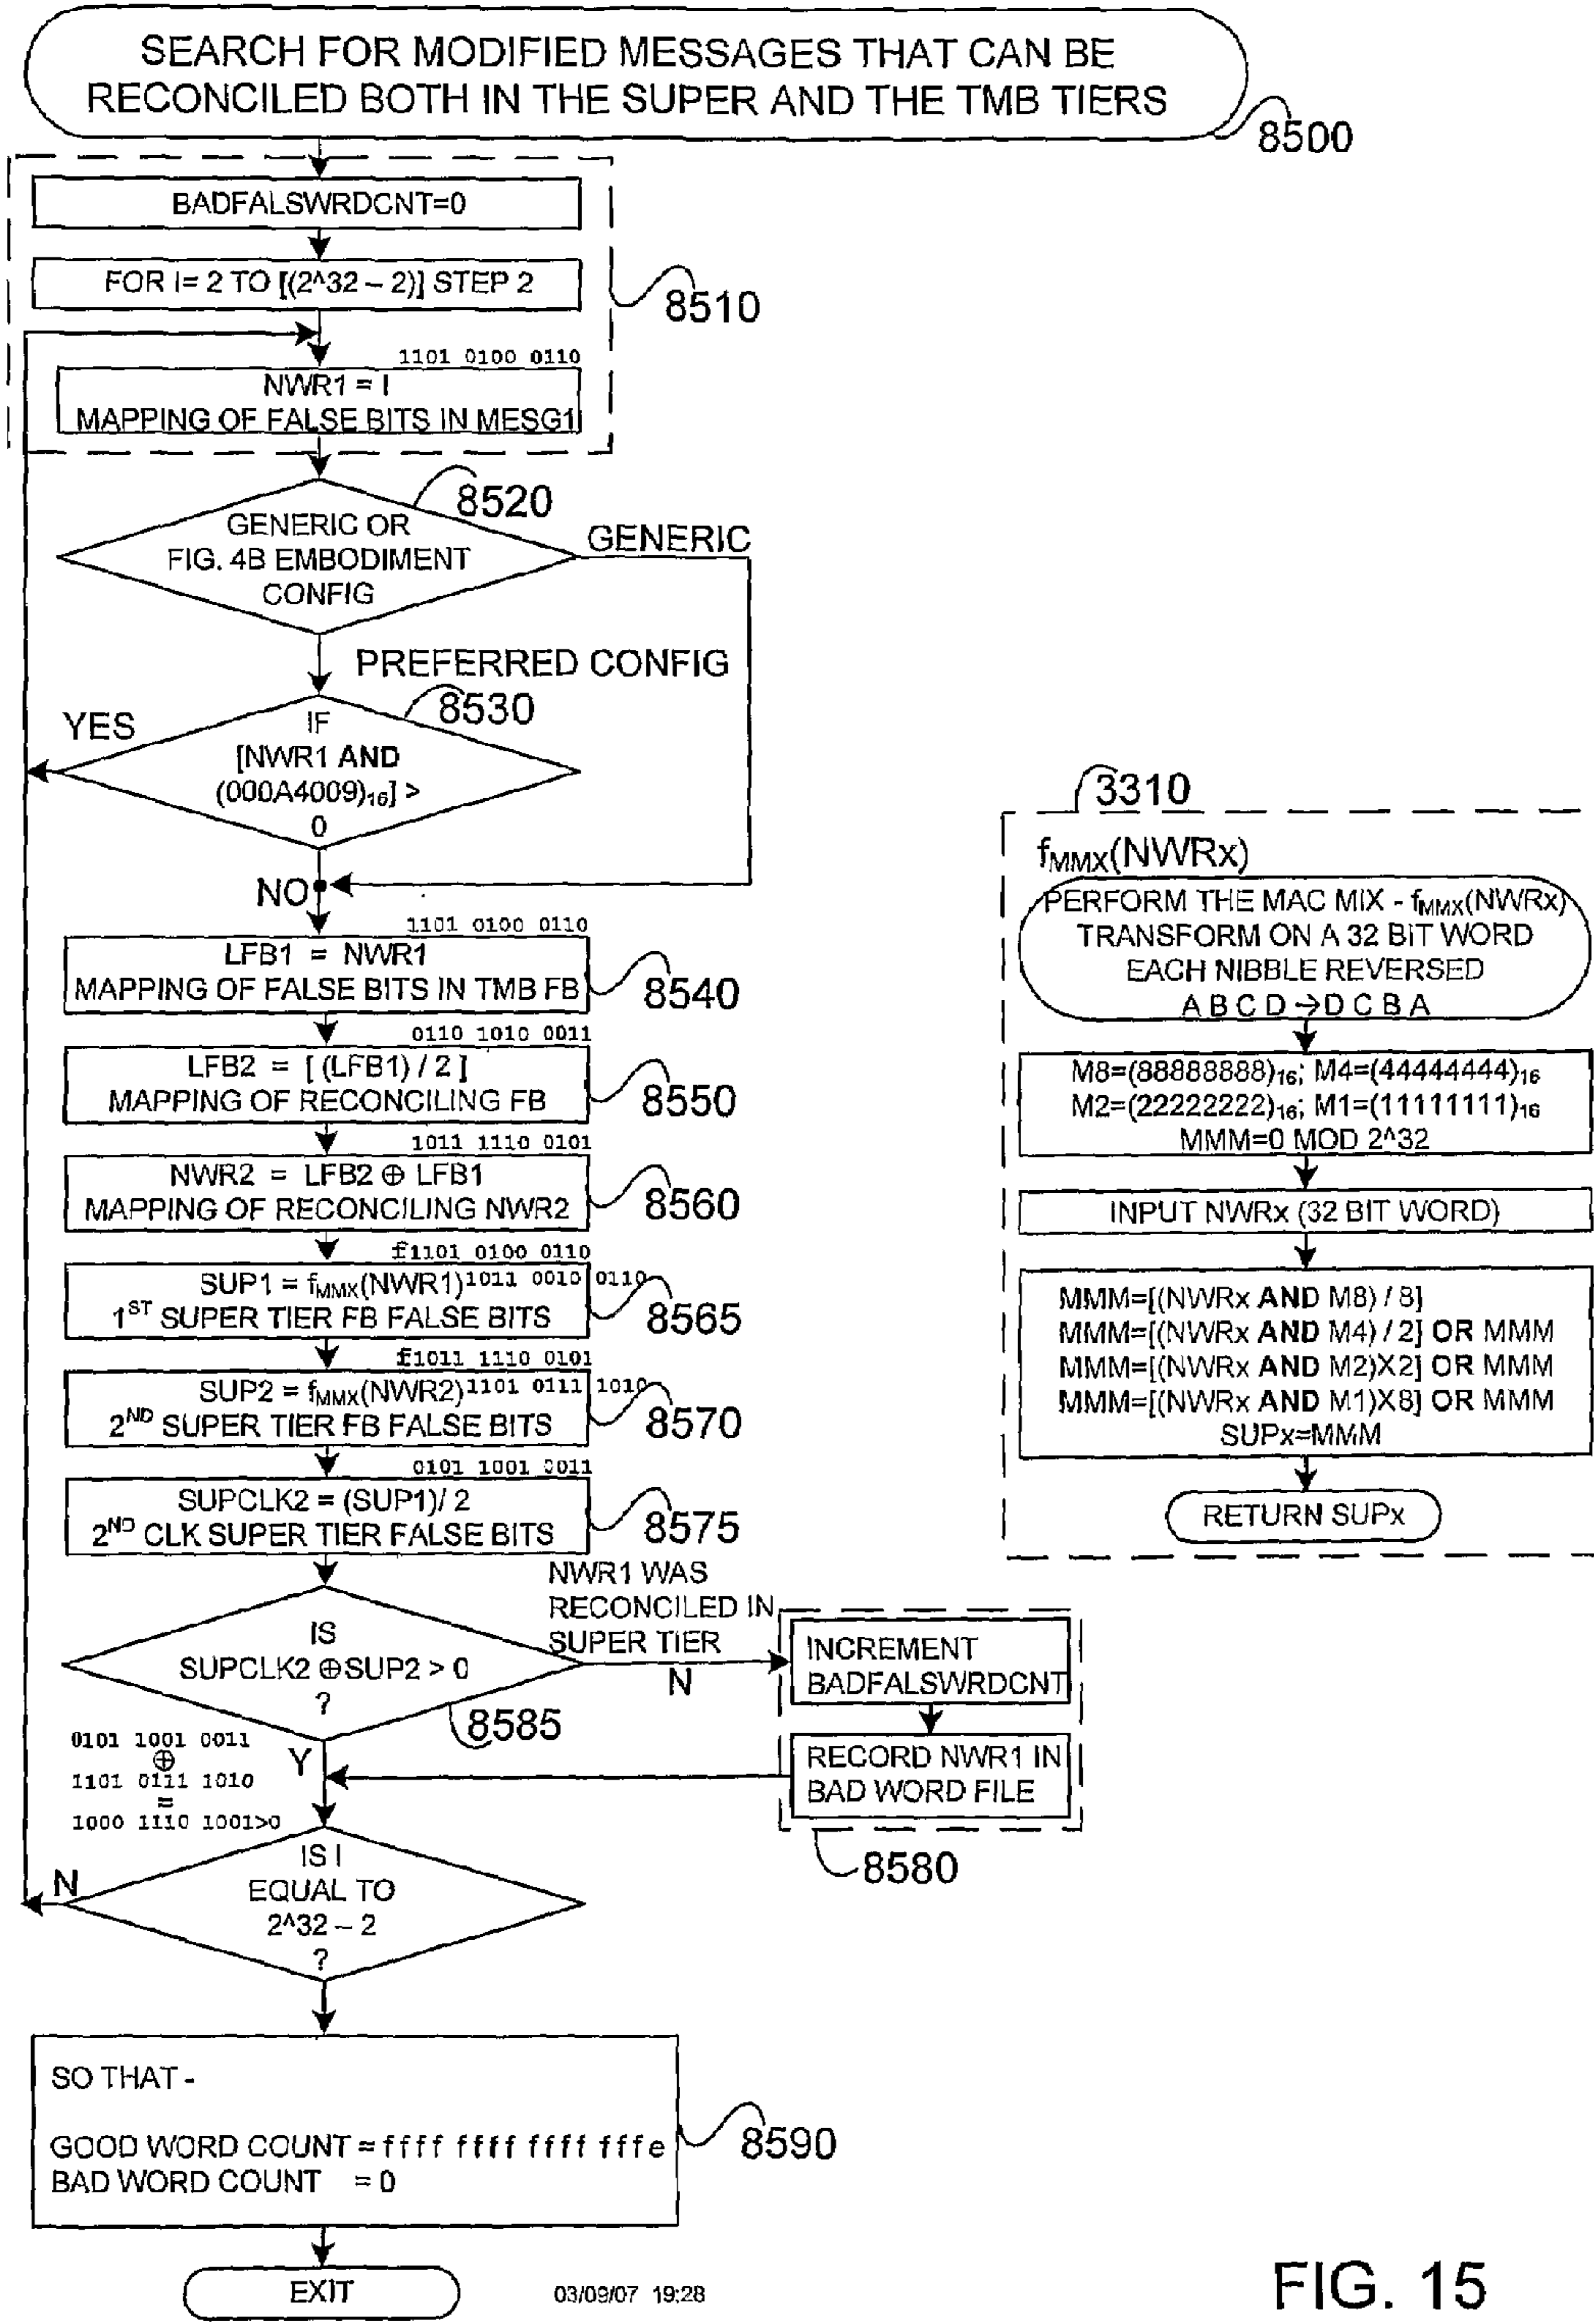 SEARCH FOR MODIFIED MESSAGES THAT CAN BE
RECONCILED BOTH IN THE SUPER AND THE TMB TIERS
8500
BADFALSWRDCNT=0
FOR I= 2 TO [(2^32 – 2)] STEP 2
8510
1101 0100 0110
NWR1 = I
MAPPING OF FALSE BITS IN MESG1
8520
GENERIC OR
FIG. 4B EMBODIMENT
CONFIG
GENERIC
PREFERRED CONFIG
8530
YES
IF
[NWR1 AND
(000A4009)₁₆] >
0
NO
1101 0100 0110
LFB1 = NWR1
MAPPING OF FALSE BITS IN TMB FB
8540
0110 1010 0011
LFB2 = [ (LFB1) / 2 ]
MAPPING OF RECONCILING FB
8550
1011 1110 0101
NWR2 = LFB2 ⊕ LFB1
MAPPING OF RECONCILING NWR2
8560
f1101 0100 0110
SUP1 = fMMX(NWR1) 1011 0010 0110
1ST SUPER TIER FB FALSE BITS
8565
f1011 1110 0101
SUP2 = fMMX(NWR2) 1101 0111 1010
2ND SUPER TIER FB FALSE BITS
8570
0101 1001 0011
SUPCLK2 = (SUP1)/ 2
2ND CLK SUPER TIER FALSE BITS
8575
NWR1 WAS
RECONCILED IN
SUPER TIER
IS
SUPCLK2 ⊕SUP2 > 0
?
N
8585
INCREMENT
BADFALSWRDCNT
RECORD NWR1 IN
BAD WORD FILE
8580
0101 1001 0011
⊕
1101 0111 1010
=
1000 1110 1001>0
Y
IS I
EQUAL TO
2^32 – 2
?
N
SO THAT -
GOOD WORD COUNT = ffff ffff ffff fffe
BAD WORD COUNT = 0
8590
EXIT
03/09/07 19:28
3310
fMMX(NWRx)
PERFORM THE MAC MIX - fMMX(NWRx)
TRANSFORM ON A 32 BIT WORD
EACH NIBBLE REVERSED
A B C D → D C B A
M8=(88888888)₁₆; M4=(44444444)₁₆
M2=(22222222)₁₆; M1=(11111111)₁₆
MMM=0 MOD 2^32
INPUT NWRx (32 BIT WORD)
MMM=[(NWRx AND M8) / 8]
MMM=[(NWRx AND M4) / 2] OR MMM
MMM=[(NWRx AND M2)X2] OR MMM
MMM=[(NWRx AND M1)X8] OR MMM
SUPx=MMM
RETURN SUPx
FIG. 15